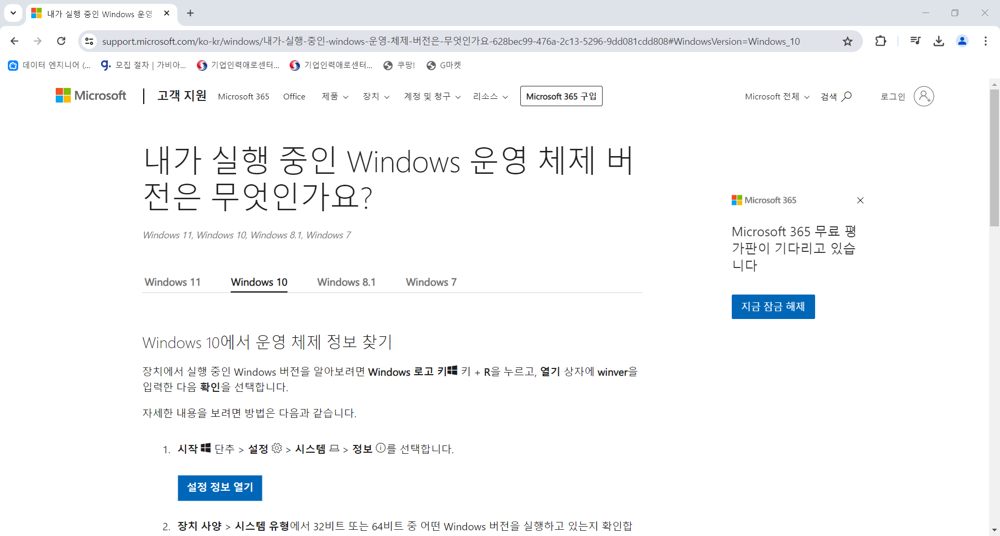 내가 실행 중인 Windows 운영
support.microsoft.com/ko-kr/windows/내가-실행-중인-windows-운영-체제-버전은-무엇인가요-628bec99-476a-2c13-5296-9dd081cdd808#WindowsVersion=Windows_10
데이터 엔지니어 (... 모집 절차 | 가비아... 기업인력애로센터... 기업인력애로센터... 쿠팡! G마켓
Microsoft 고객 지원 Microsoft 365 Office 제품 장치 계정 및 청구 리소스 Microsoft 365 구입 Microsoft 전체 검색 로그인
내가 실행 중인 Windows 운영 체제 버
전은 무엇인가요?
Windows 11, Windows 10, Windows 8.1, Windows 7
Windows 11 Windows 10 Windows 8.1 Windows 7
Windows 10에서 운영 체제 정보 찾기
장치에서 실행 중인 Windows 버전을 알아보려면 Windows 로고 키 키 + R을 누르고, 열기 상자에 winver을
입력한 다음 확인을 선택합니다.
자세한 내용을 보려면 방법은 다음과 같습니다.
1. 시작 단추 > 설정 > 시스템 > 정보 를 선택합니다.
설정 정보 열기
2. 장치 사양 > 시스템 유형에서 32비트 또는 64비트 중 어떤 Windows 버전을 실행하고 있는지 확인합
Microsoft 365
Microsoft 365 무료 평
가판이 기다리고 있습
니다
지금 잠금 해제